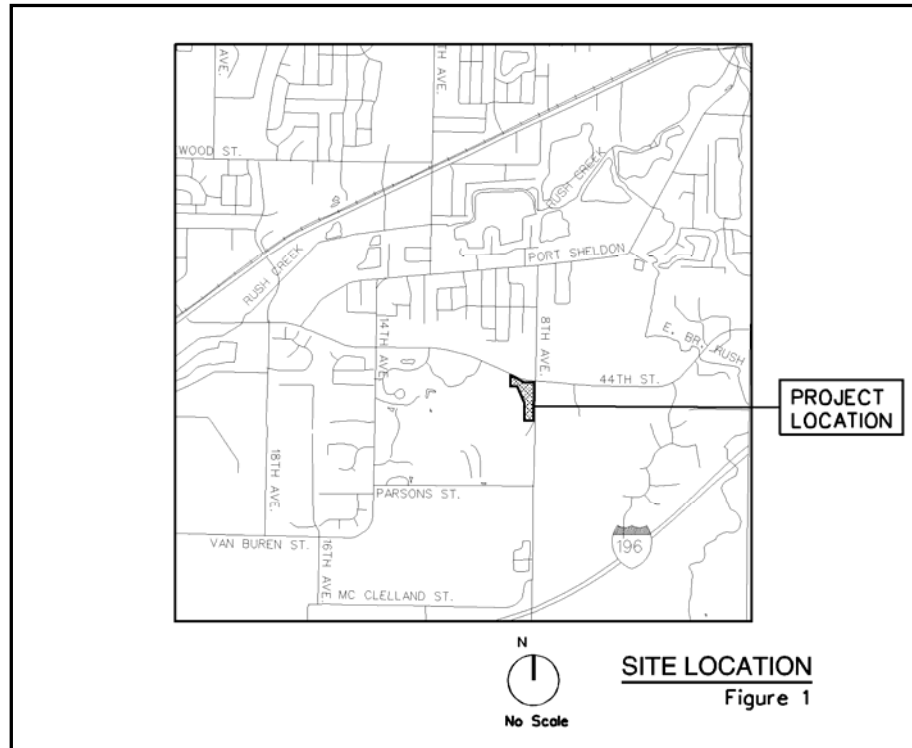 AVE.
TH AVE.
WOOD ST.
RUSH CREEK
PORT SHELDON
RUSH CREEK
14TH AVE.
8TH AVE.
E. BR. RUSH
44TH ST.
PROJECT
LOCATION
18TH AVE.
PARSONS ST.
VAN BUREN ST.
16TH AVE.
196
MC CLELLAND ST.
N
No Scale
SITE LOCATION
Figure 1